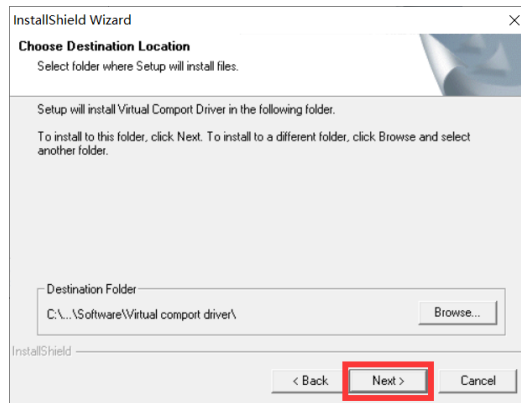 InstallShield Wizard
Choose Destination Location
Select folder where Setup will install files.
Setup will install Virtual Comport Driver in the following folder.
To install to this folder, click Next. To install to a different folder, click Browse and select
another folder.
Destination Folder
C:\...\Software\Virtual comport driver\
Browse...
InstallShield
< Back
Next >
Cancel